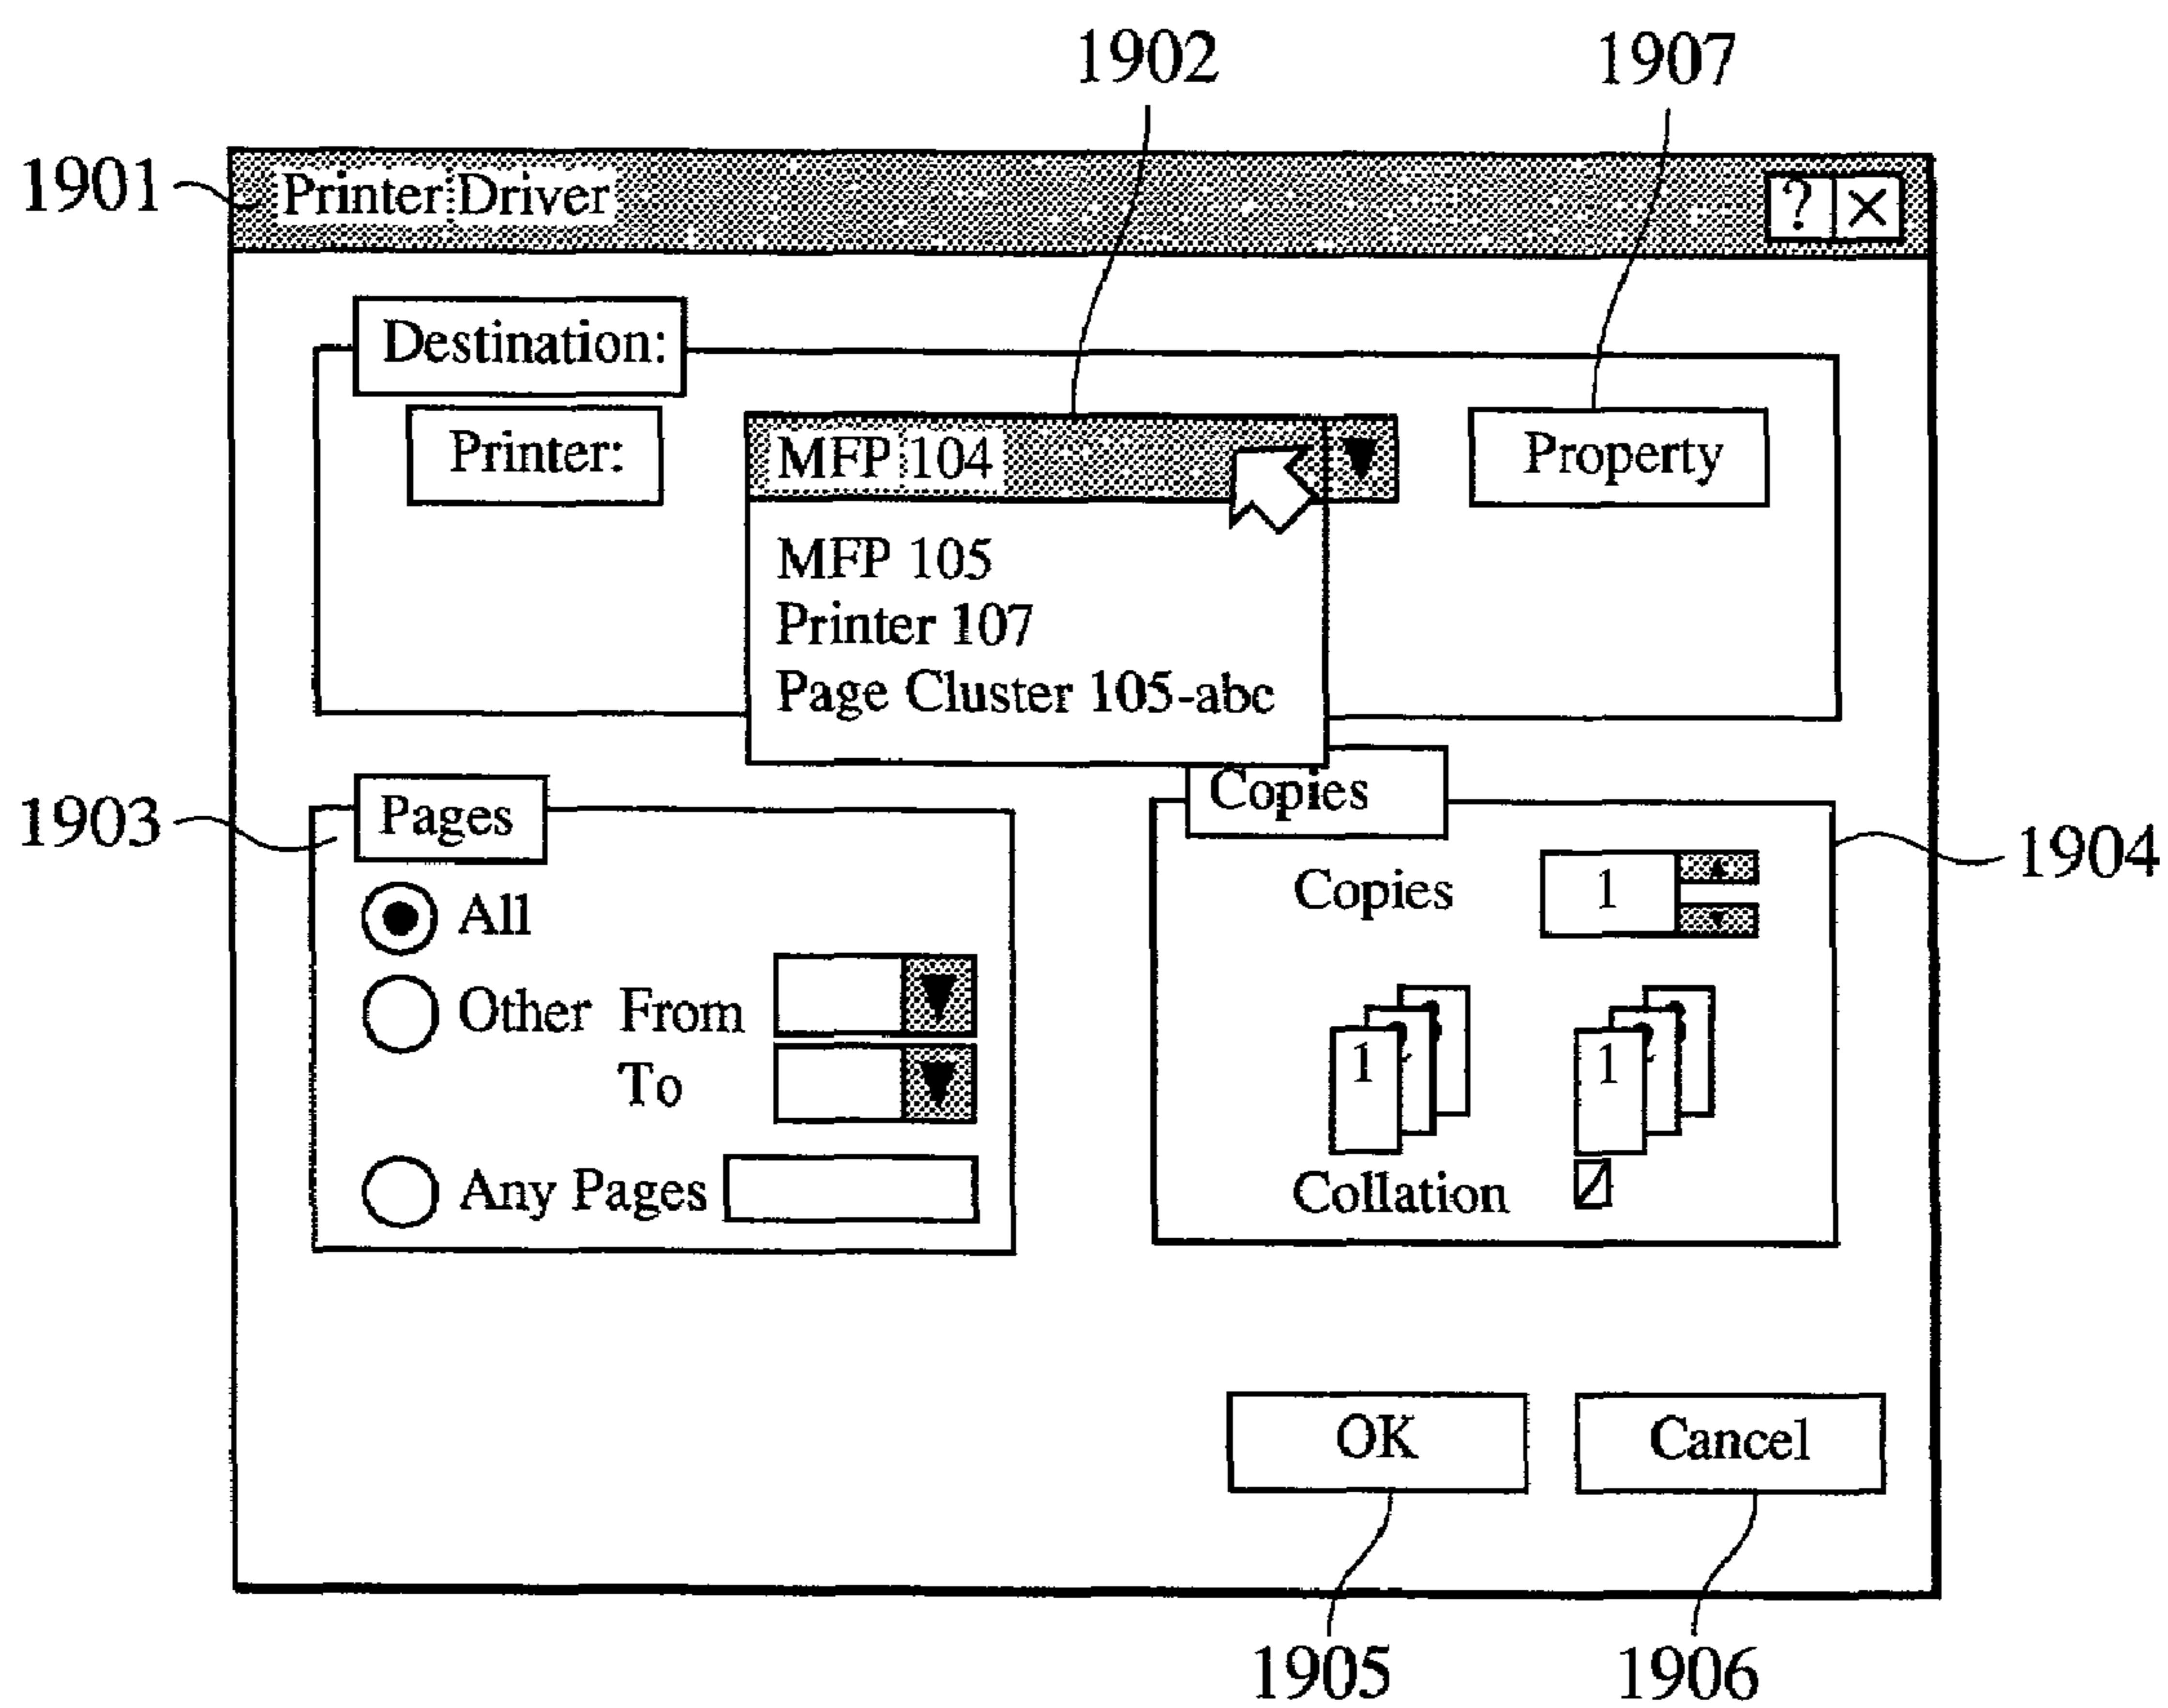 1902 1907
1901 Printer Driver ? ×
Destination:
Printer: MFP 104 Property
MFP 105
Printer 107
Page Cluster 105-abc
1903 Pages Copies
1904
All Copies 1
Other From
To 1 1
Any Pages Collation
OK Cancel
1905 1906